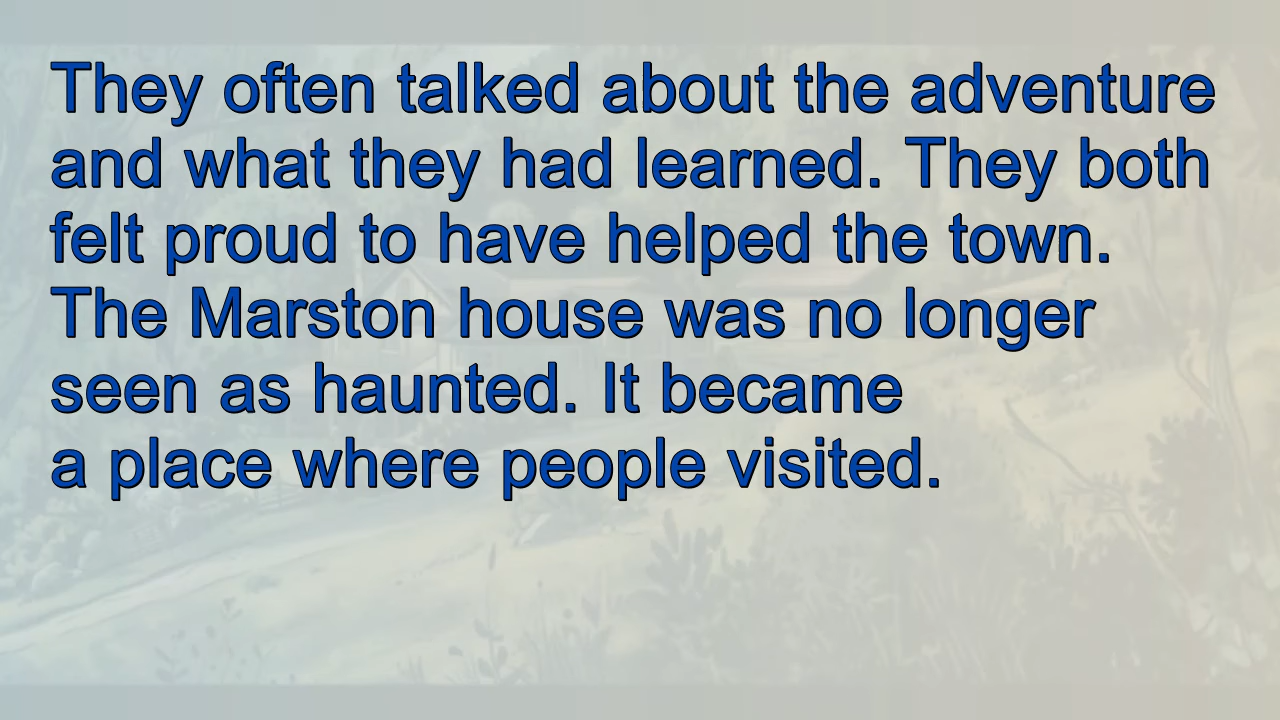 They often talked about the adventure
and what they had learned. They both
felt proud to have helped the town.
The Marston house was no longer
seen as haunted. It became
a place where people visited.